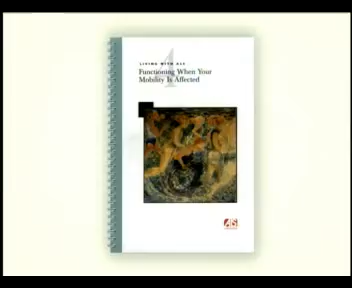 LIVING WITH ALS
4
Functioning When Your
Mobility Is Affected